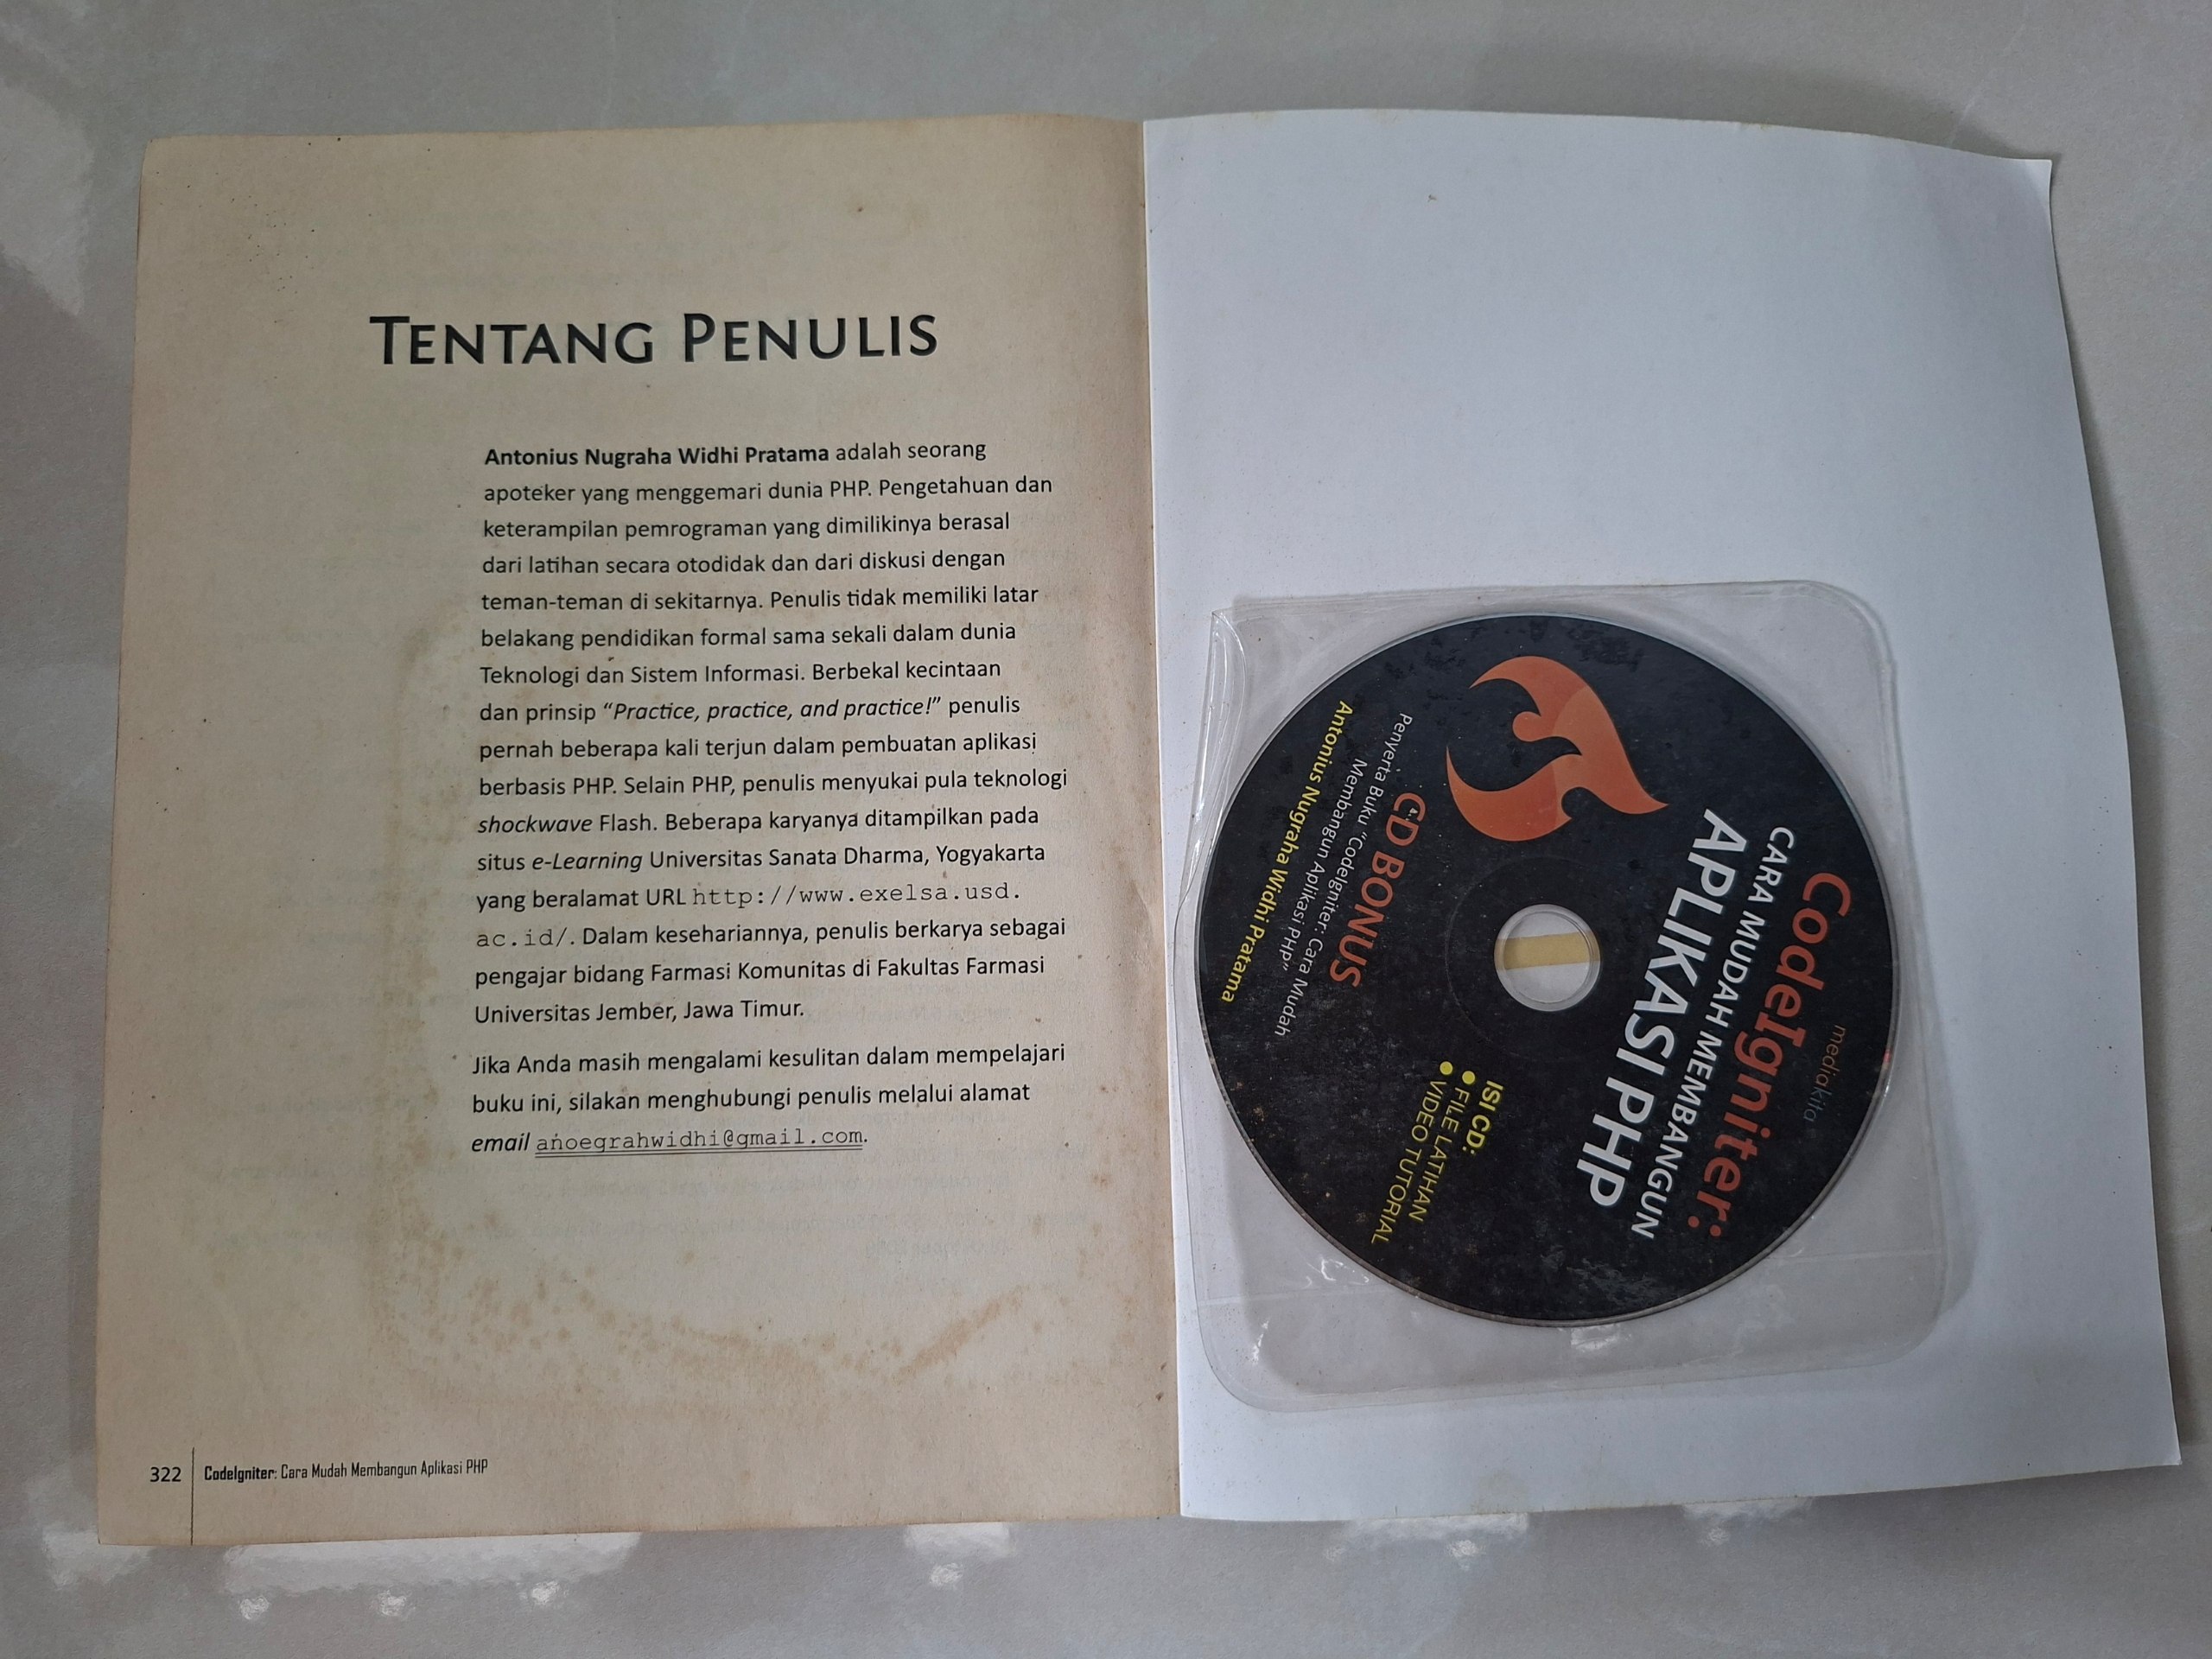 TENTANG PENULIS
Antonius Nugraha Widhi Pratama adalah seorang
apoteker yang menggemari dunia PHP. Pengetahuan dan
keterampilan pemrograman yang dimilikinya berasal
dari latihan secara otodidak dan dari diskusi dengan
teman-teman di sekitarnya. Penulis tidak memiliki latar
belakang pendidikan formal sama sekali dalam dunia
Teknologi dan Sistem Informasi. Berbekal kecintaan
dan prinsip “Practice, practice, and practice!” penulis
pernah beberapa kali terjun dalam pembuatan aplikasi
berbasis PHP. Selain PHP, penulis menyukai pula teknologi
shockwave Flash. Beberapa karyanya ditampilkan pada
situs e-Learning Universitas Sanata Dharma, Yogyakarta
yang beralamat URL http://www.exelsa.usd.
ac.id/. Dalam kesehariannya, penulis berkarya sebagai
pengajar bidang Farmasi Komunitas di Fakultas Farmasi
Universitas Jember, Jawa Timur.
Jika Anda masih mengalami kesulitan dalam mempelajari
buku ini, silakan menghubungi penulis melalui alamat
email anoegrahwidhi@gmail.com.
322 CodeIgniter: Cara Mudah Membangun Aplikasi PHP
mediakita
CodeIgniter:
CARA MUDAH MEMBANGUN
APLIKASI PHP
ISI CD:
• FILE LATIHAN
• VIDEO TUTORIAL
CD BONUS
Penyerta Buku “CodeIgniter: Cara Mudah
Membangun Aplikasi PHP”
Antonius Nugraha Widhi Pratama